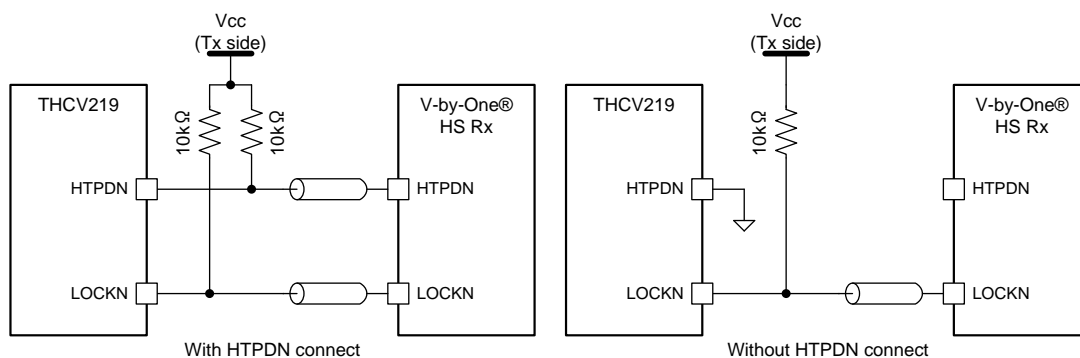 Vcc
(Tx side)
THCV219
10kΩ
10kΩ
V-by-One®
HS Rx
HTPDN
HTPDN
LOCKN
LOCKN
With HTPDN connect
Vcc
(Tx side)
THCV219
10kΩ
V-by-One®
HS Rx
HTPDN
HTPDN
LOCKN
LOCKN
Without HTPDN connect